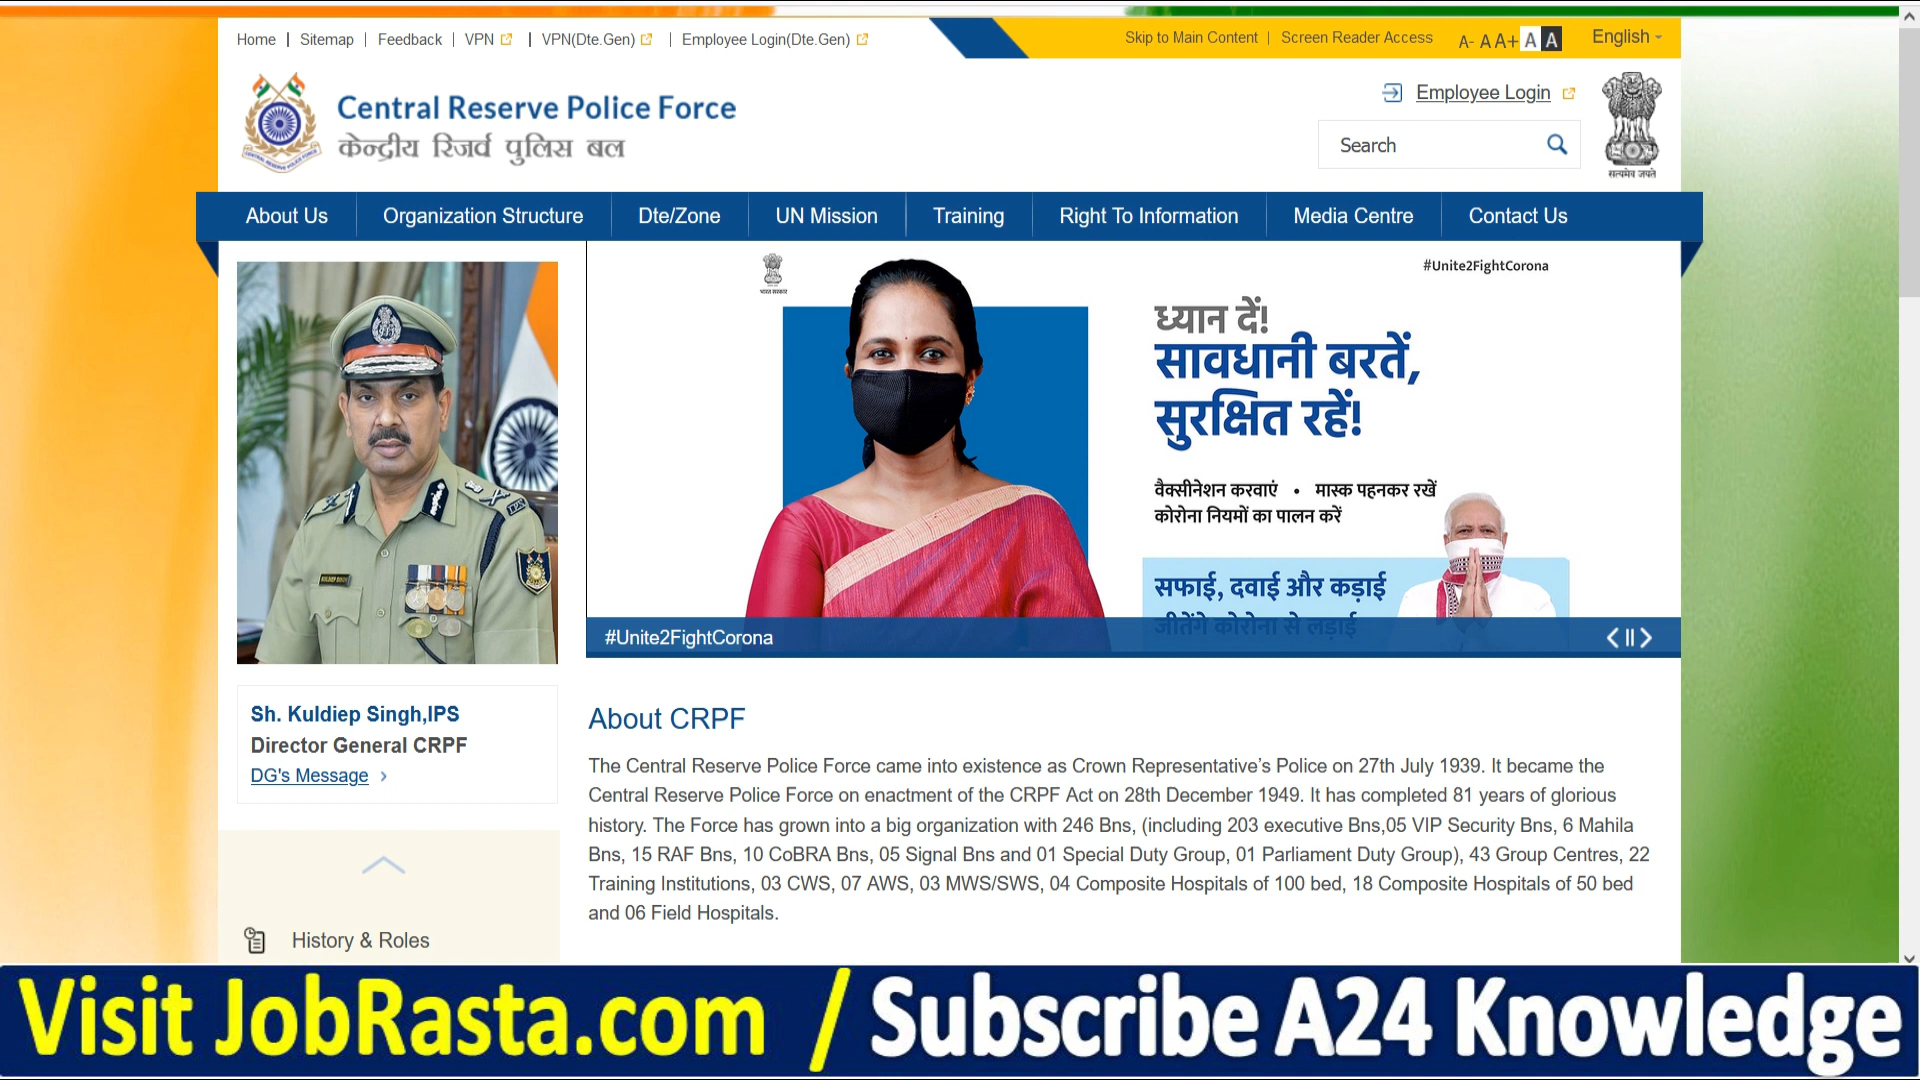 Home | Sitemap | Feedback | VPN | VPN(Dte.Gen) | Employee Login(Dte.Gen)
Skip to Main Content | Screen Reader Access A- A A+ A A English
Central Reserve Police Force
केन्द्रीय रिजर्व पुलिस बल
Employee Login
Search
सत्यमेव जयते
About Us Organization Structure Dte/Zone UN Mission Training Right To Information Media Centre Contact Us
भारत सरकार
#Unite2FightCorona
ध्यान दें!
सावधानी बरतें,
सुरक्षित रहें!
वैक्सीनेशन करवाएं • मास्क पहनकर रखें
कोरोना नियमों का पालन करें
सफाई, दवाई और कड़ाई
जीतेंगे कोरोना से लड़ाई
#Unite2FightCorona
KULDIEP SINGH
Sh. Kuldiep Singh,IPS
Director General CRPF
DG's Message
History & Roles
About CRPF
The Central Reserve Police Force came into existence as Crown Representative’s Police on 27th July 1939. It became the
Central Reserve Police Force on enactment of the CRPF Act on 28th December 1949. It has completed 81 years of glorious
history. The Force has grown into a big organization with 246 Bns, (including 203 executive Bns,05 VIP Security Bns, 6 Mahila
Bns, 15 RAF Bns, 10 CoBRA Bns, 05 Signal Bns and 01 Special Duty Group, 01 Parliament Duty Group), 43 Group Centres, 22
Training Institutions, 03 CWS, 07 AWS, 03 MWS/SWS, 04 Composite Hospitals of 100 bed, 18 Composite Hospitals of 50 bed
and 06 Field Hospitals.
Visit JobRasta.com / Subscribe A24 Knowledge